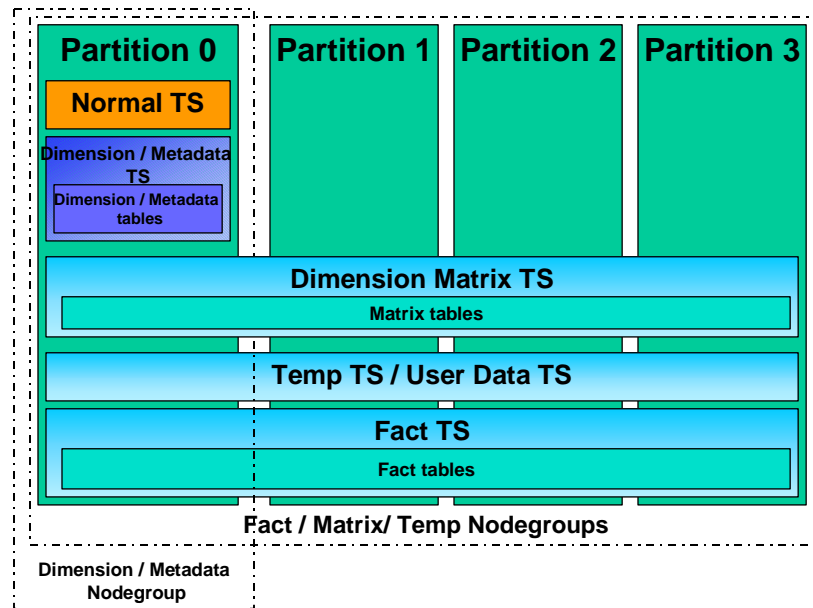 Partition 0
Partition 1
Partition 2
Partition 3
Normal TS
Dimension / Metadata
TS
Dimension / Metadata
tables
Dimension Matrix TS
Matrix tables
Temp TS / User Data TS
Fact TS
Fact tables
Fact / Matrix/ Temp Nodegroups
Dimension / Metadata
Nodegroup